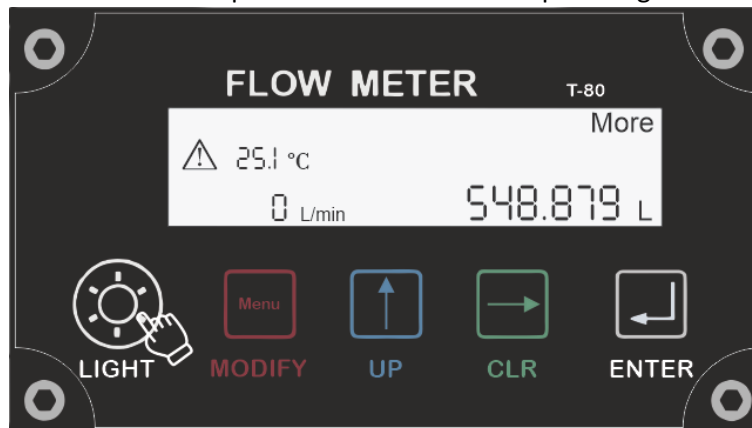 FLOW METER T-80
More
25.1 °C
0 L/min 548.879 L
Menu
LIGHT MODIFY UP CLR ENTER